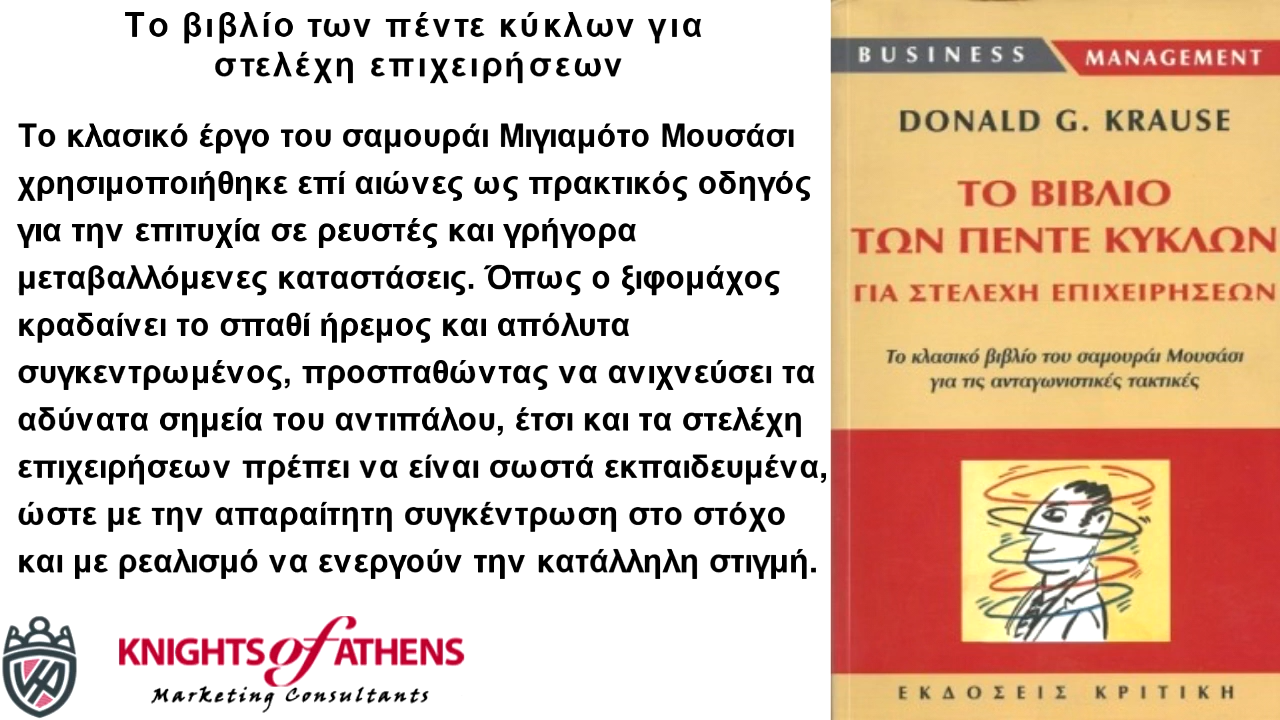 Το βιβλίο των πέντε κύκλων για
στελέχη επιχειρήσεων
Το κλασικό έργο του σαμουράι Μιγιαμότο Μουσάσι
χρησιμοποιήθηκε επί αιώνες ως πρακτικός οδηγός
για την επιτυχία σε ρευστές και γρήγορα
μεταβαλλόμενες καταστάσεις. Όπως ο ξιφομάχος
κραδαίνει το σπαθί ήρεμος και απόλυτα
συγκεντρωμένος, προσπαθώντας να ανιχνεύσει τα
αδύνατα σημεία του αντιπάλου, έτσι και τα στελέχη
επιχειρήσεων πρέπει να είναι σωστά εκπαιδευμένα,
ώστε με την απαραίτητη συγκέντρωση στο στόχο
και με ρεαλισμό να ενεργούν την κατάλληλη στιγμή.
KNIGHTS of ATHENS
Marketing Consultants
BUSINESS MANAGEMENT
DONALD G. KRAUSE
ΤΟ ΒΙΒΛΙΟ
ΤΩΝ ΠΕΝΤΕ ΚΥΚΛΩΝ
ΓΙΑ ΣΤΕΛΕΧΗ ΕΠΙΧΕΙΡΗΣΕΩΝ
Το κλασικό βιβλίο του σαμουράι Μουσάσι
για τις ανταγωνιστικές τακτικές
ΕΚΔΟΣΕΙΣ ΚΡΙΤΙΚΗ